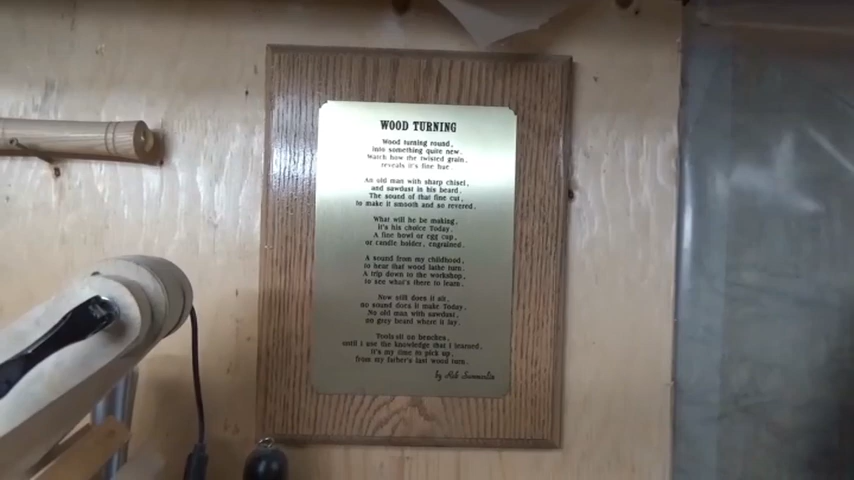 WOOD TURNING
Wood turning round,
into something quite new.
Watch how the twisted grain,
reveals it's fine hue.
An old man with sharp chisel,
and sawdust in his beard.
The sound of that fine cut,
to make it smooth and so revered.
What will he be making,
It's his choice Today.
A fine bowl or egg cup,
or candle holder, engrained.
A sound from my childhood,
to hear that wood lathe turn.
A trip down to the workshop,
to see what's there to learn.
Now still does it sit,
no sound does it make Today.
No old man with sawdust,
no grey beard where it lay.
Tools sit on benches,
until i use the knowledge that I learned.
It's my time to pick up,
from my father's last wood turn.
by Rob